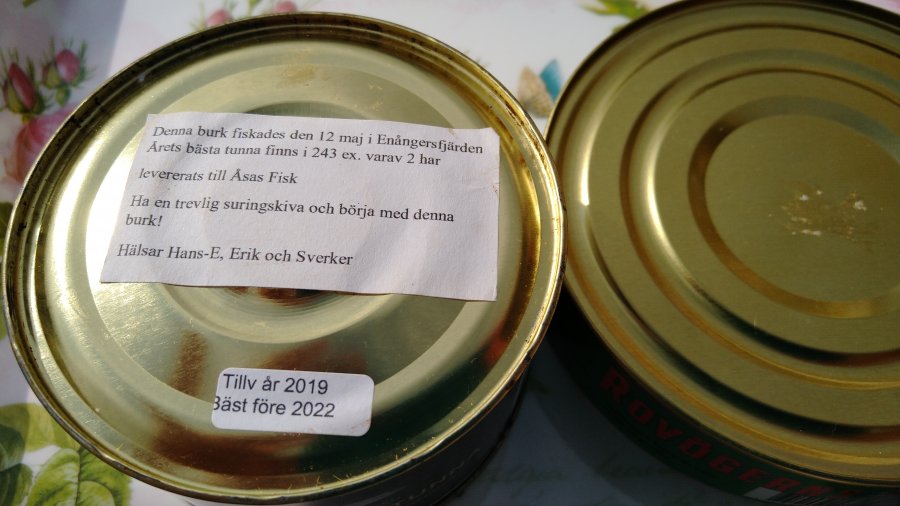 Denna burk fiskades den 12 maj i Enångersfjärden
Årets bästa tunna finns i 243 ex. varav 2 har
levererats till Åsas Fisk
Ha en trevlig suringskiva och börja med denna
burk!
Hälsar Hans-E, Erik och Sverker
Tillv år 2019
Bäst före 2022